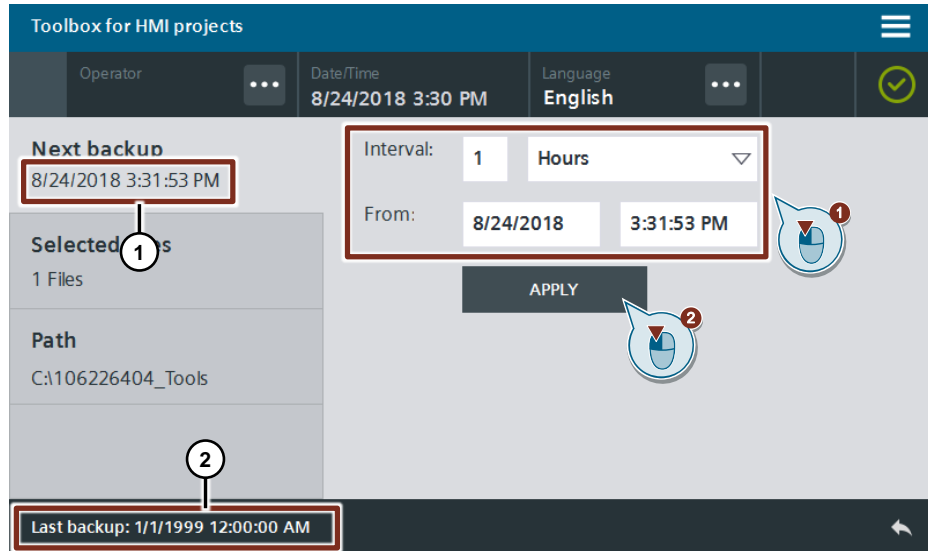 Toolbox for HMI projects
Operator
Date/Time
8/24/2018 3:30 PM
Language
English
Next backup
8/24/2018 3:31:53 PM
1
Selected
1 Files
Path
C:\106226404_Tools
Interval:
1
Hours
From:
8/24/2018
3:31:53 PM
1
APPLY
2
2
Last backup: 1/1/1999 12:00:00 AM